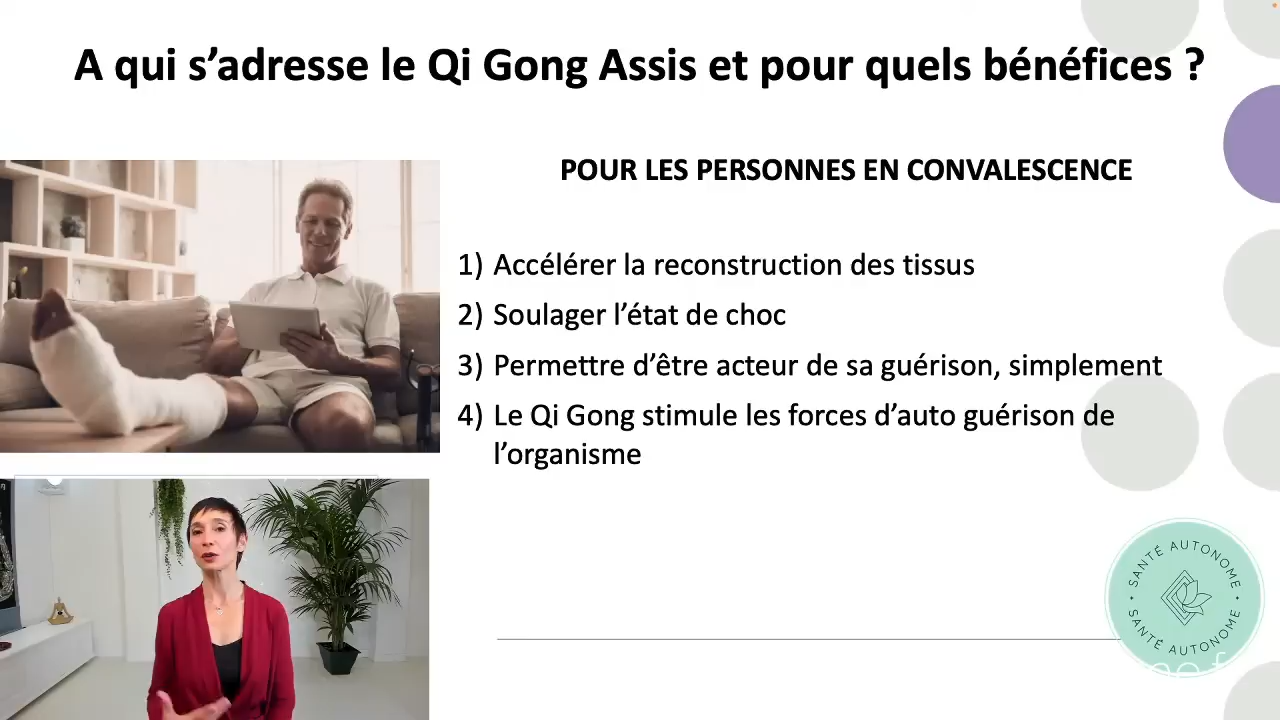 A qui s’adresse le Qi Gong Assis et pour quels bénéfices ?
POUR LES PERSONNES EN CONVALESCENCE
1) Accélérer la reconstruction des tissus
2) Soulager l’état de choc
3) Permettre d’être acteur de sa guérison, simplement
4) Le Qi Gong stimule les forces d’auto guérison de
l’organisme
SANTÉ AUTONOME
SANTÉ AUTONOME